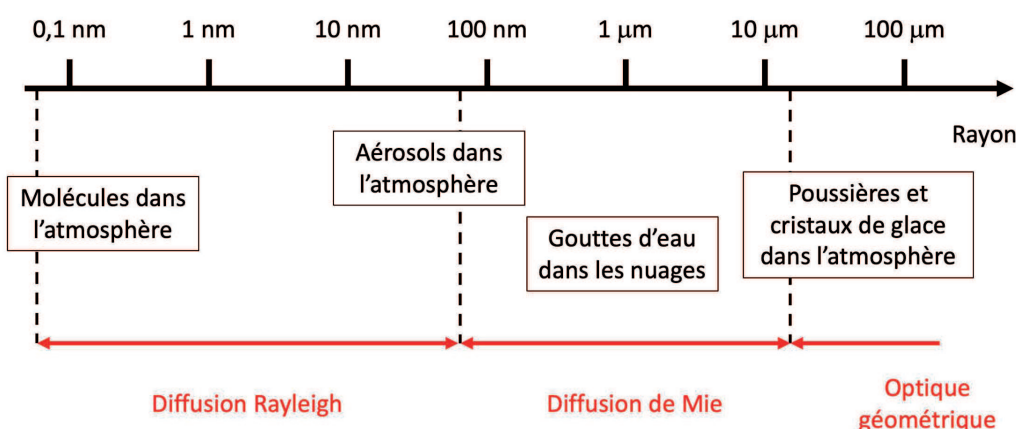 0,1 nm 1 nm 10 nm 100 nm 1 μm 10 μm 100 μm
Rayon
Molécules dans
l’atmosphère
Aérosols dans
l’atmosphère
Gouttes d’eau
dans les nuages
Poussières et
cristaux de glace
dans l’atmosphère
Diffusion Rayleigh
Diffusion de Mie
Optique
géométrique